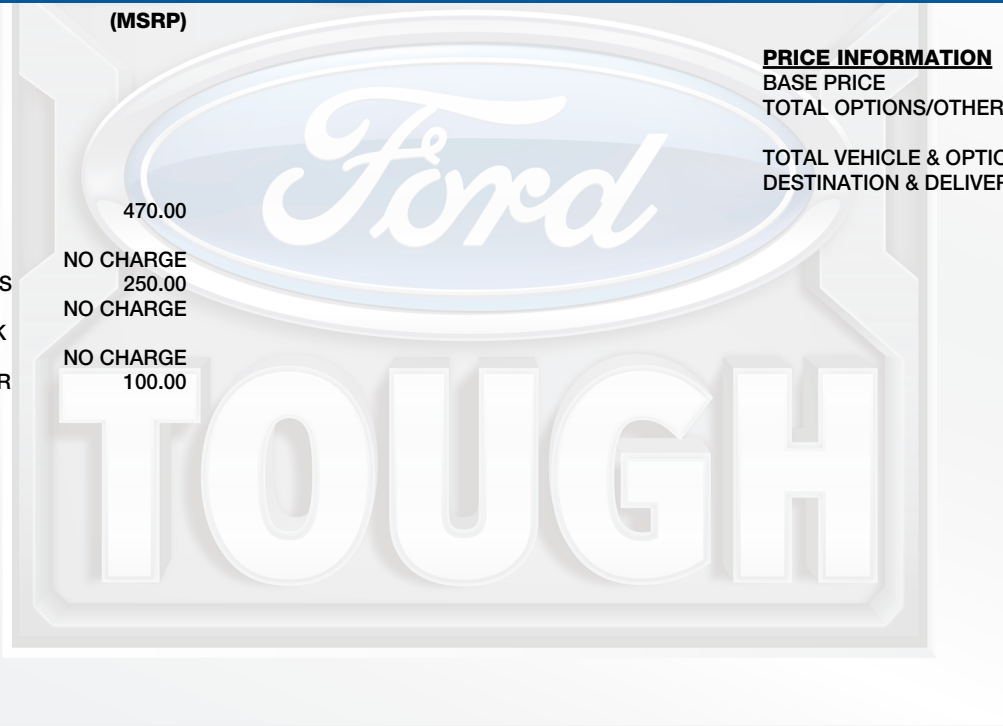 (MSRP)
470.00
NO CHARGE
S 250.00
NO CHARGE
K
NO CHARGE
R 100.00
PRICE INFORMATION
BASE PRICE
TOTAL OPTIONS/OTHER
TOTAL VEHICLE & OPTIO
DESTINATION & DELIVER
Ford
TOUGH